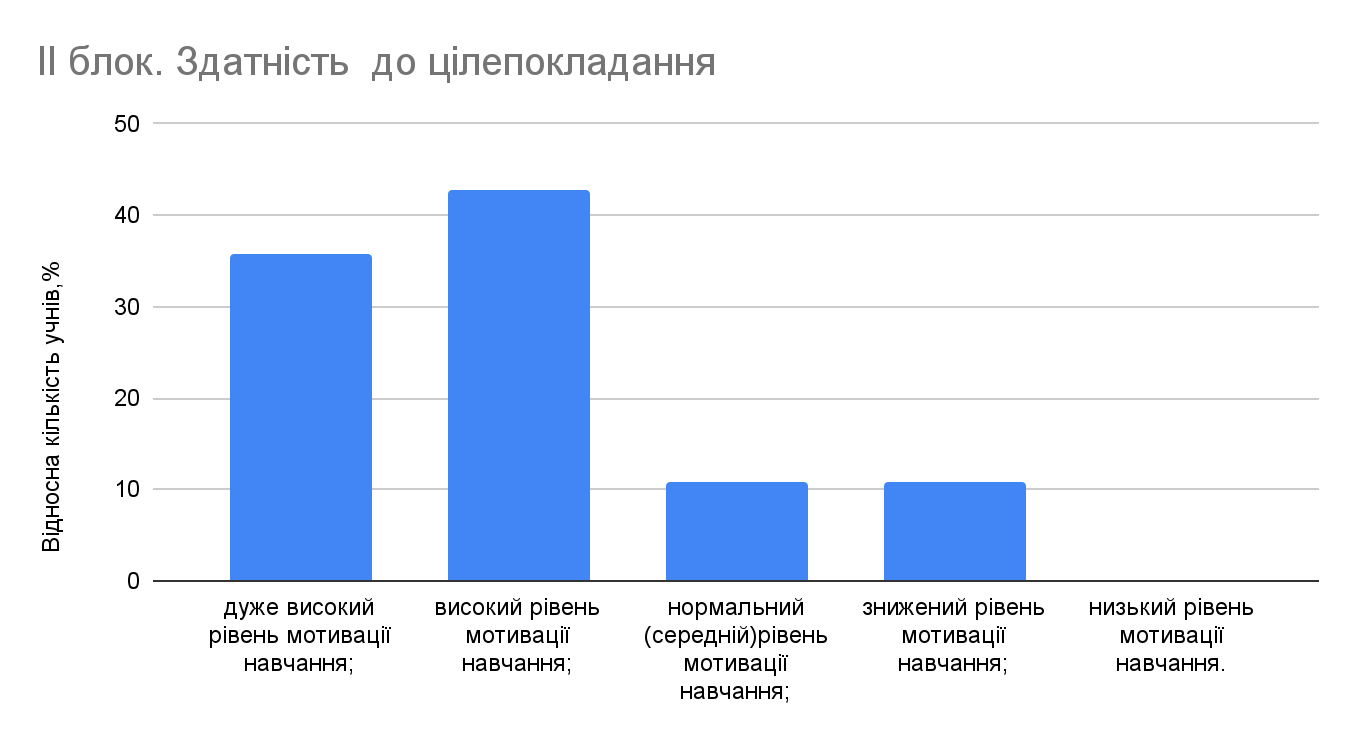 ІІ блок. Здатність  до цілепокладання
50
40
30
20
10
0
Відносна кількість учнів,%
дуже високий
рівень мотивації
навчання;
високий рівень
мотивації
навчання;
нормальний
(середній)рівень
мотивації
навчання;
знижений рівень
мотивації
навчання;
низький рівень
мотивації
навчання.